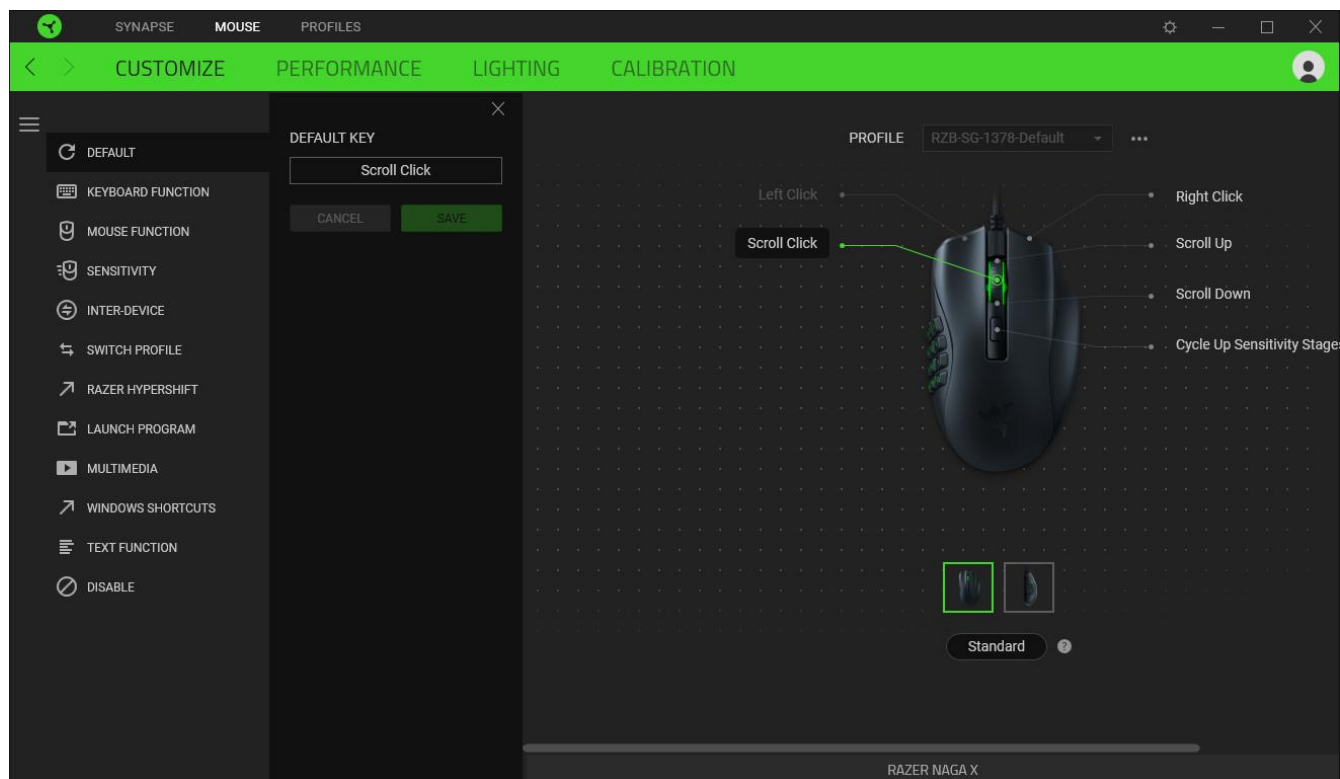 SYNAPSE MOUSE PROFILES
CUSTOMIZE PERFORMANCE LIGHTING CALIBRATION
DEFAULT
KEYBOARD FUNCTION
MOUSE FUNCTION
SENSITIVITY
INTER-DEVICE
SWITCH PROFILE
RAZER HYPERSHIFT
LAUNCH PROGRAM
MULTIMEDIA
WINDOWS SHORTCUTS
TEXT FUNCTION
DISABLE
DEFAULT KEY
Scroll Click
CANCEL SAVE
PROFILE RZB-SG-1378-Default
Left Click
Scroll Click
Right Click
Scroll Up
Scroll Down
Cycle Up Sensitivity Stages
Standard ?
RAZER NAGA X